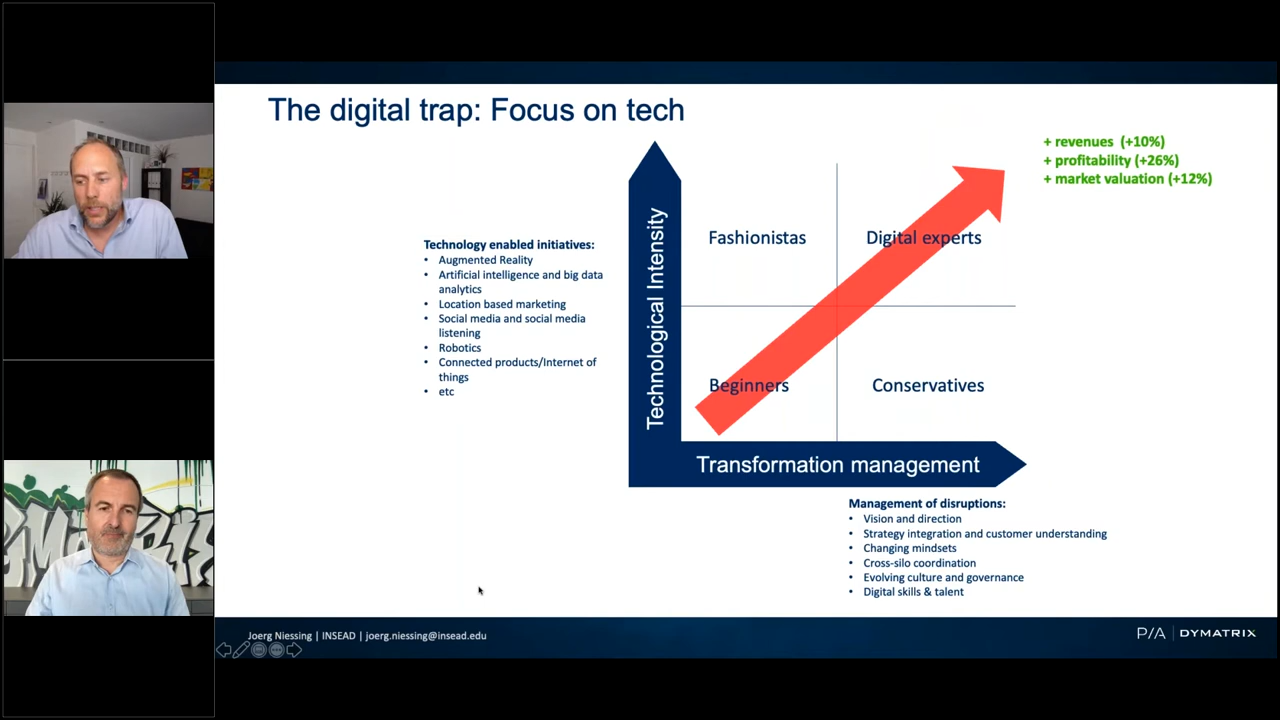 The digital trap: Focus on tech
+ revenues (+10%)
+ profitability (+26%)
+ market valuation (+12%)
Technology enabled initiatives:
• Augmented Reality
• Artificial intelligence and big data
analytics
• Location based marketing
• Social media and social media
listening
• Robotics
• Connected products/Internet of
things
• etc
Technological Intensity
Fashionistas
Digital experts
Beginners
Conservatives
Transformation management
Management of disruptions:
• Vision and direction
• Strategy integration and customer understanding
• Changing mindsets
• Cross-silo coordination
• Evolving culture and governance
• Digital skills & talent
Joerg Niessing | INSEAD | joerg.niessing@insead.edu
P/A | DYMATRIX